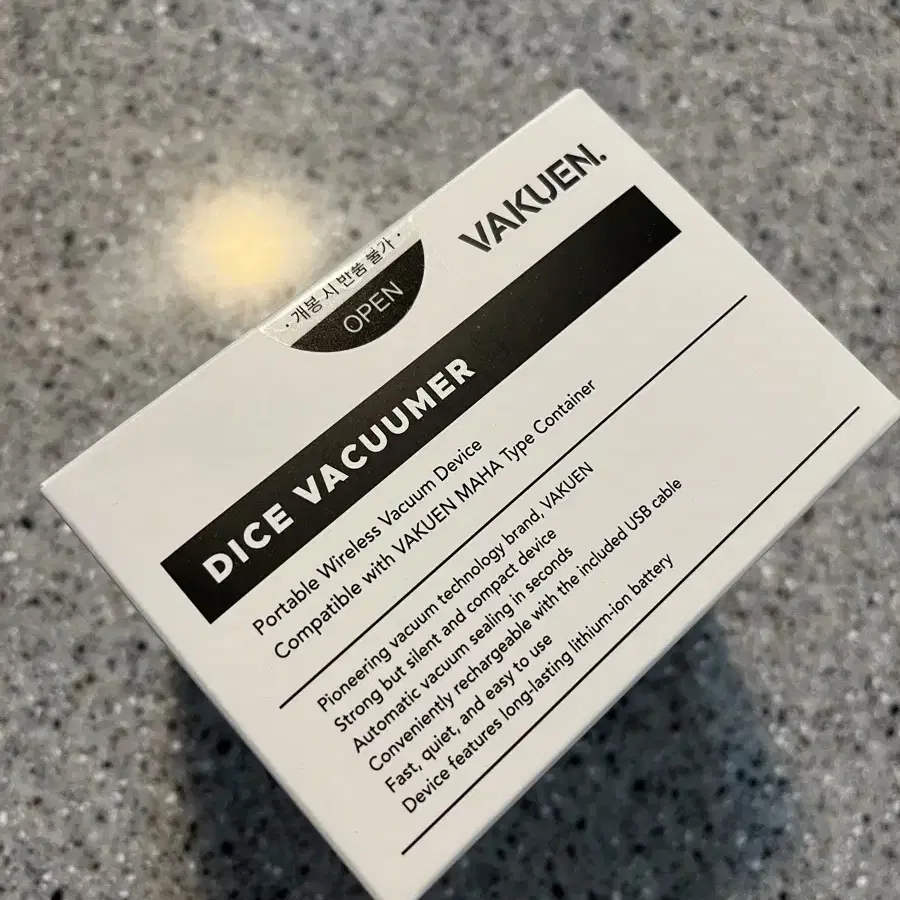 VAKUEN.
· 개봉 시 반품 불가 ·
OPEN
DICE VACUUMER
Portable Wireless Vacuum Device
Compatible with VAKUEN MAHA Type Container
Pioneering vacuum technology brand, VAKUEN
Strong but silent and compact device
Automatic vacuum sealing in seconds
Conveniently rechargeable with the included USB cable
Fast, quiet, and easy to use
Device features long-lasting lithium-ion battery